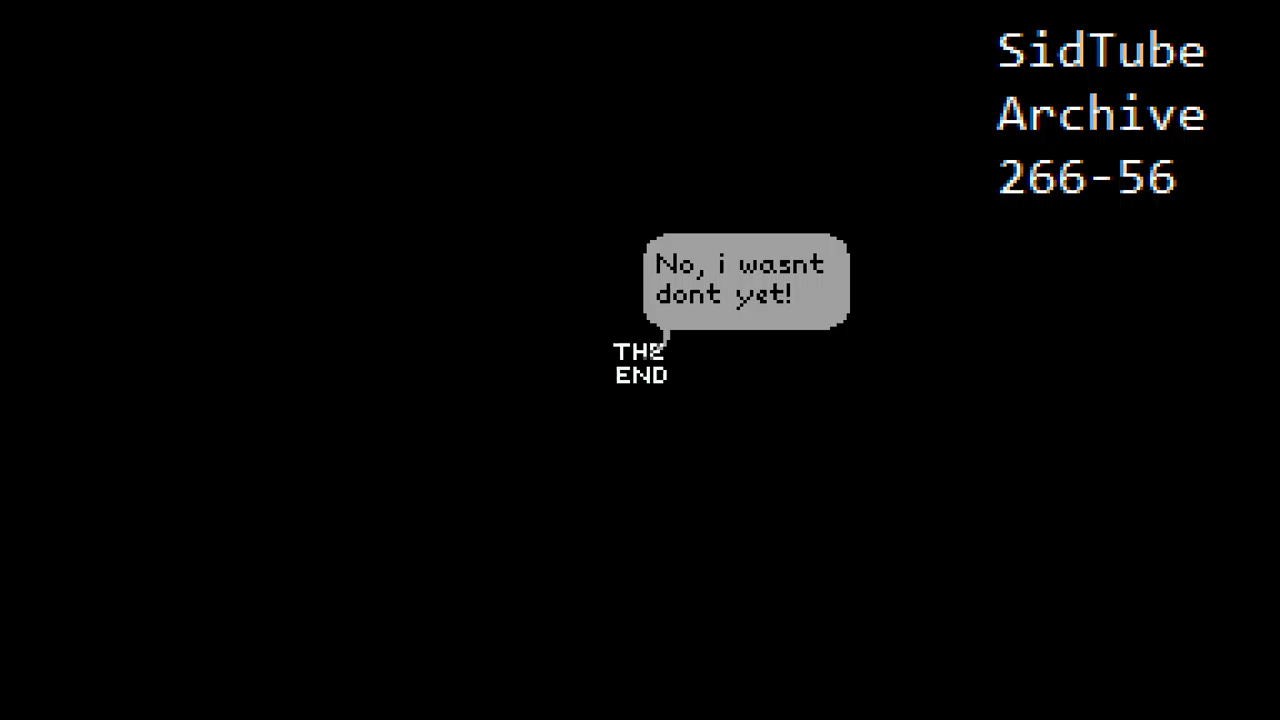 SidTube
Archive
266-56
No, i wasnt
dont yet!
THE
END